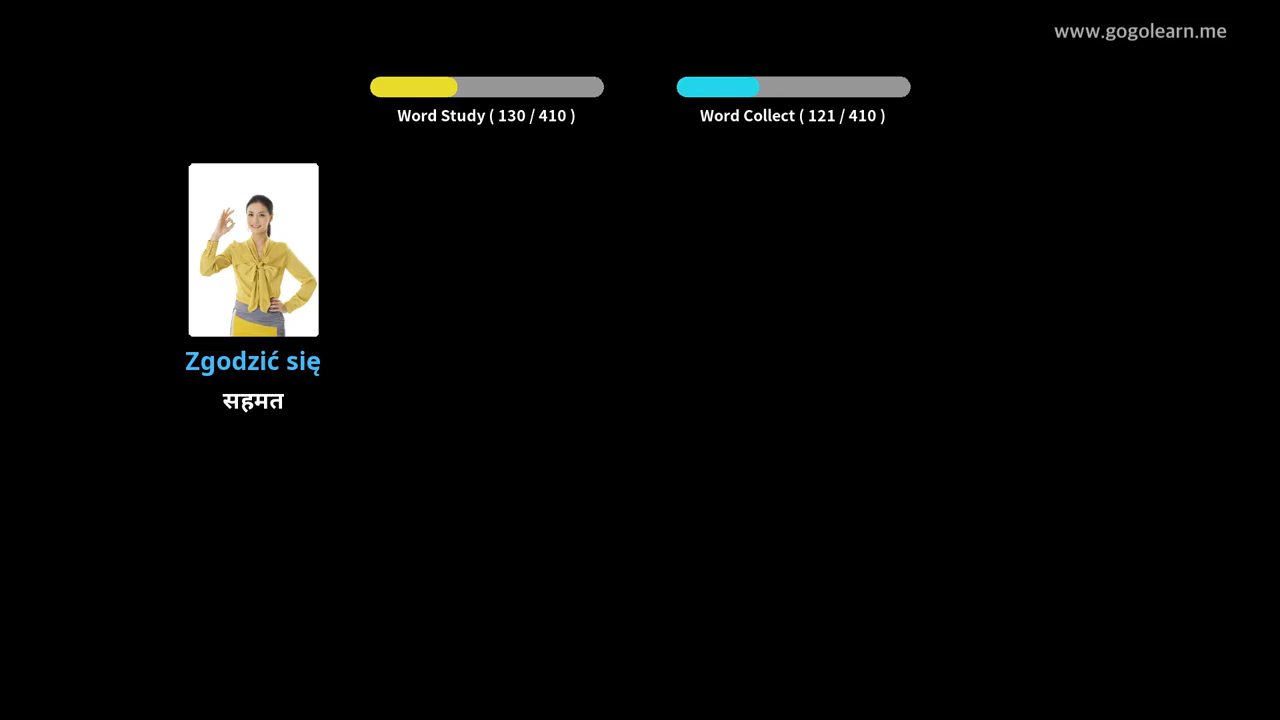 www.gogolearn.me
Word Study ( 130 / 410 )
Word Collect ( 121 / 410 )
Zgodzić się
सहमत